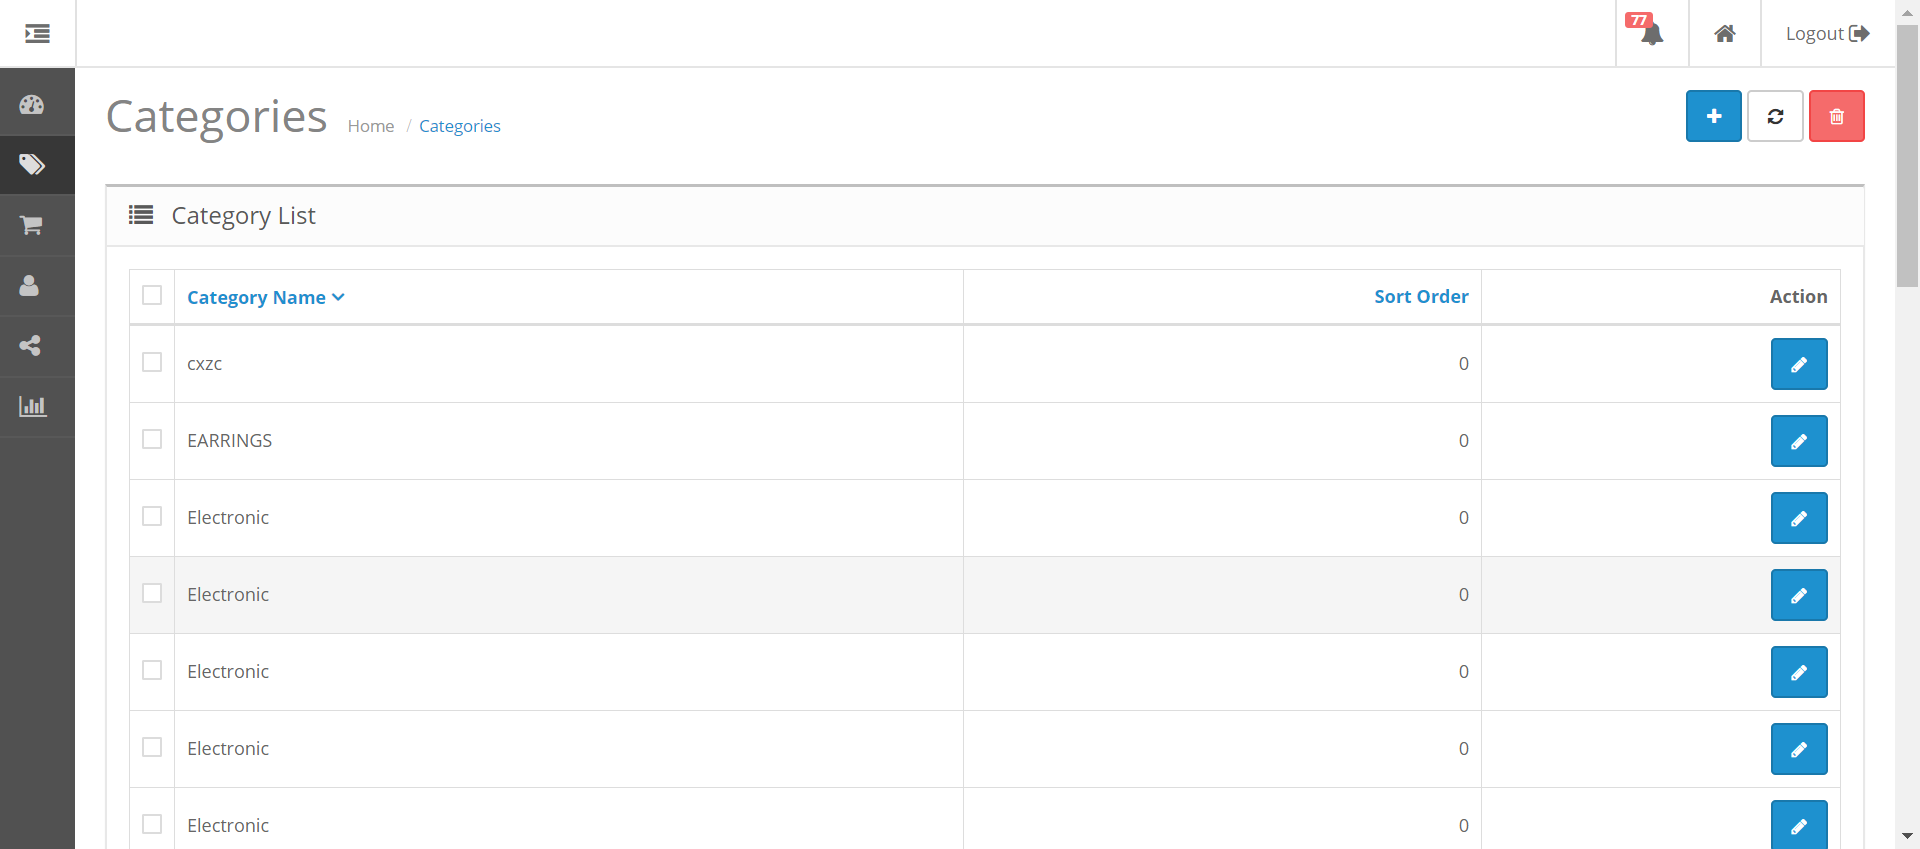 77
Logout
Categories
Home / Categories
Category List
Category Name Sort Order Action
cxzc 0
EARRINGS 0
Electronic 0
Electronic 0
Electronic 0
Electronic 0
Electronic 0